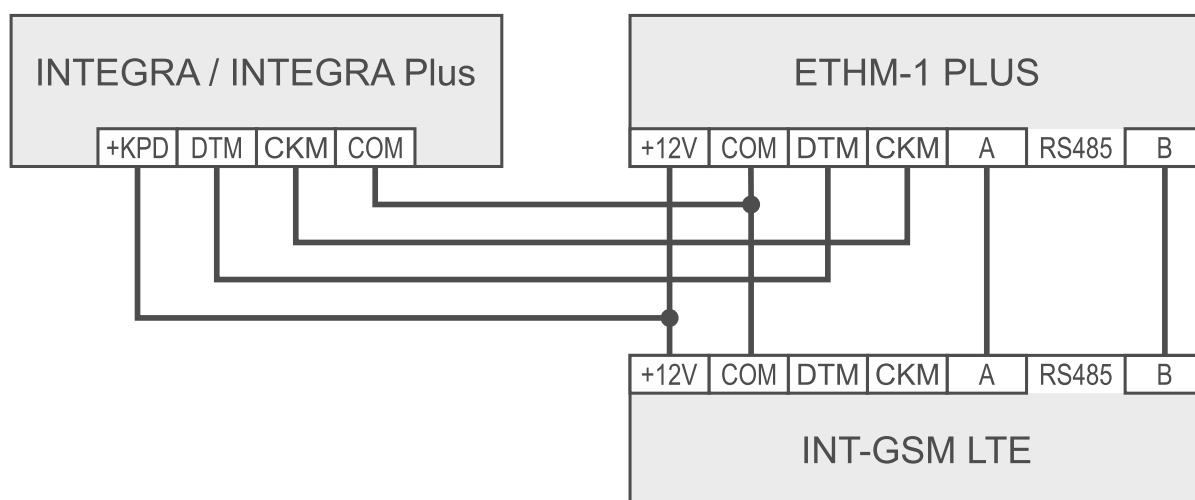 INTEGRA / INTEGRA Plus
+KPD DTM CKM COM
ETHM-1 PLUS
+12V COM DTM CKM A RS485 B
+12V COM DTM CKM A RS485 B
INT-GSM LTE